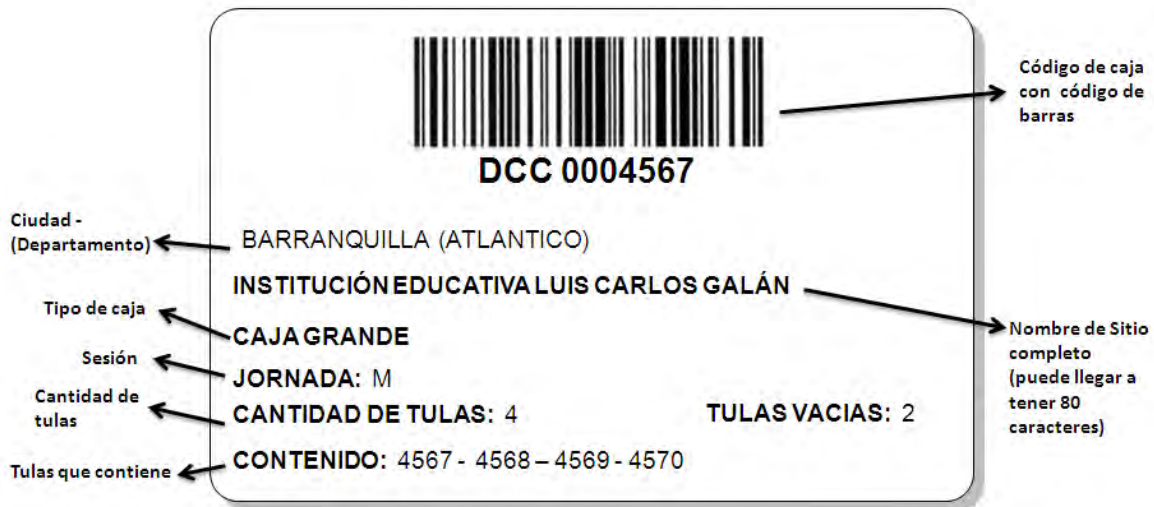 Código de caja
con código de
barras
DCC 0004567
Ciudad -
(Departamento)
BARRANQUILLA (ATLANTICO)
INSTITUCIÓN EDUCATIVA LUIS CARLOS GALÁN
Tipo de caja
CAJA GRANDE
Nombre de Sitio
completo
(puede llegar a
tener 80
caracteres)
Sesión
JORNADA: M
Cantidad de
tulas
CANTIDAD DE TULAS: 4 TULAS VACIAS: 2
Tulas que contiene
CONTENIDO: 4567 - 4568 – 4569 - 4570